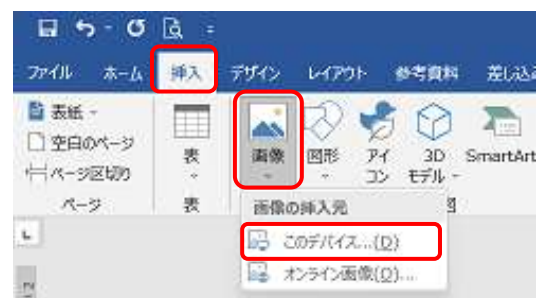 ファイル ホーム 挿入 デザイン レイアウト 参考資料 差し込み
表紙
空白のページ
ページ区切り
ページ
表
表
画像
図形
アイコン
3D モデル
SmartArt
画像の挿入元
図
このデバイス...(D)
オンライン画像(O)...